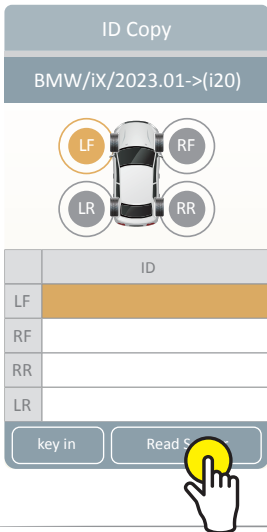 ID Copy
BMW/iX/2023.01->(i20)
LF RF
LR RR
ID
LF
RF
RR
LR
key in Read S